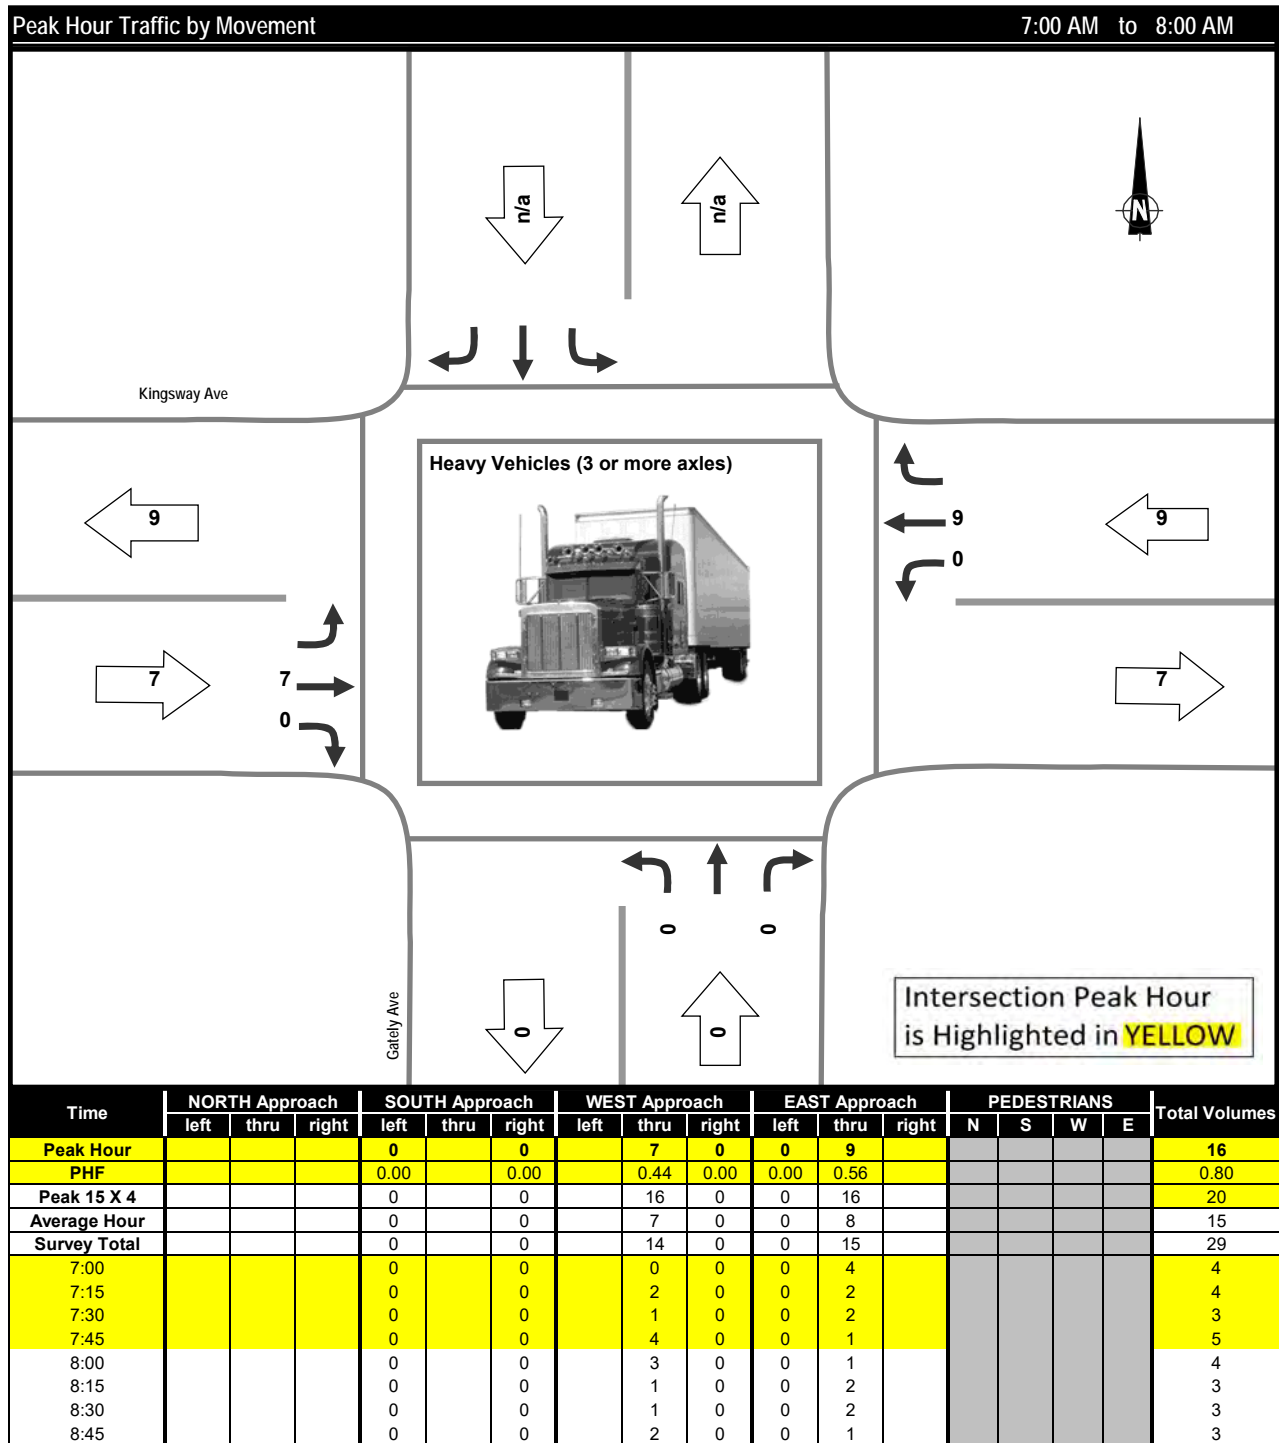 Peak Hour Traffic by Movement 7:00 AM to 8:00 AM
n/a n/a
N
Kingsway Ave
Heavy Vehicles (3 or more axles)
9 9 9
0
7 7 7
0
0 0
Gately Ave
0 0
Intersection Peak Hour
is Highlighted in YELLOW
Time NORTH Approach SOUTH Approach WEST Approach EAST Approach PEDESTRIANS Total Volumes
left thru right left thru right left thru right left thru right N S W E
Peak Hour 0 0 7 0 0 9 16
PHF 0.00 0.00 0.44 0.00 0.00 0.56 0.80
Peak 15 X 4 0 0 16 0 0 16 20
Average Hour 0 0 7 0 0 8 15
Survey Total 0 0 14 0 0 15 29
7:00 0 0 0 0 0 4 4
7:15 0 0 2 0 0 2 4
7:30 0 0 1 0 0 2 3
7:45 0 0 4 0 0 1 5
8:00 0 0 3 0 0 1 4
8:15 0 0 1 0 0 2 3
8:30 0 0 1 0 0 2 3
8:45 0 0 2 0 0 1 3